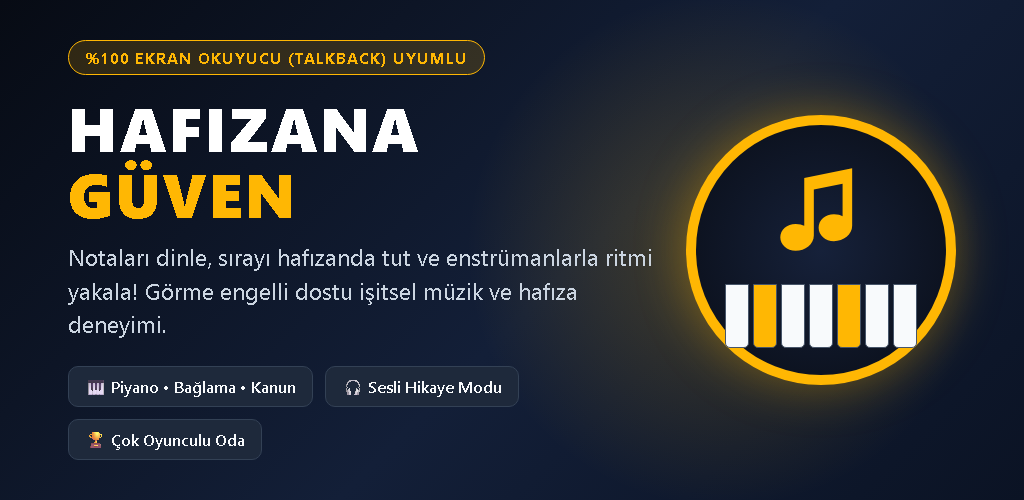 %100 EKRAN OKUYUCU (TALKBACK) UYUMLU
HAFIZANA
GÜVEN
Notaları dinle, sırayı hafızanda tut ve enstrümanlarla ritmi
yakala! Görme engelli dostu işitsel müzik ve hafıza
deneyimi.
Piyano • Bağlama • Kanun
Sesli Hikaye Modu
Çok Oyunculu Oda